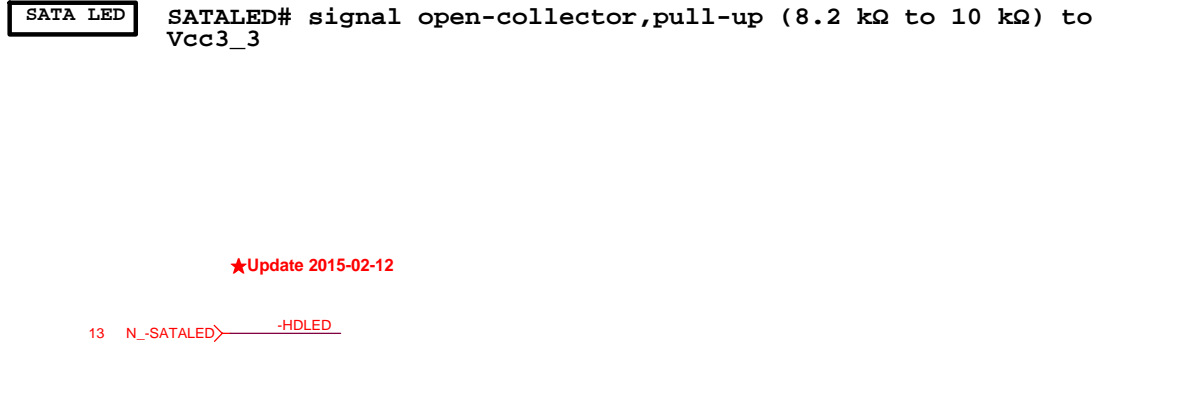 SATA LED
SATALED# signal open-collector,pull-up (8.2 kΩ to 10 kΩ) to
Vcc3_3
★Update 2015-02-12
13 N_-SATALED -HDLED